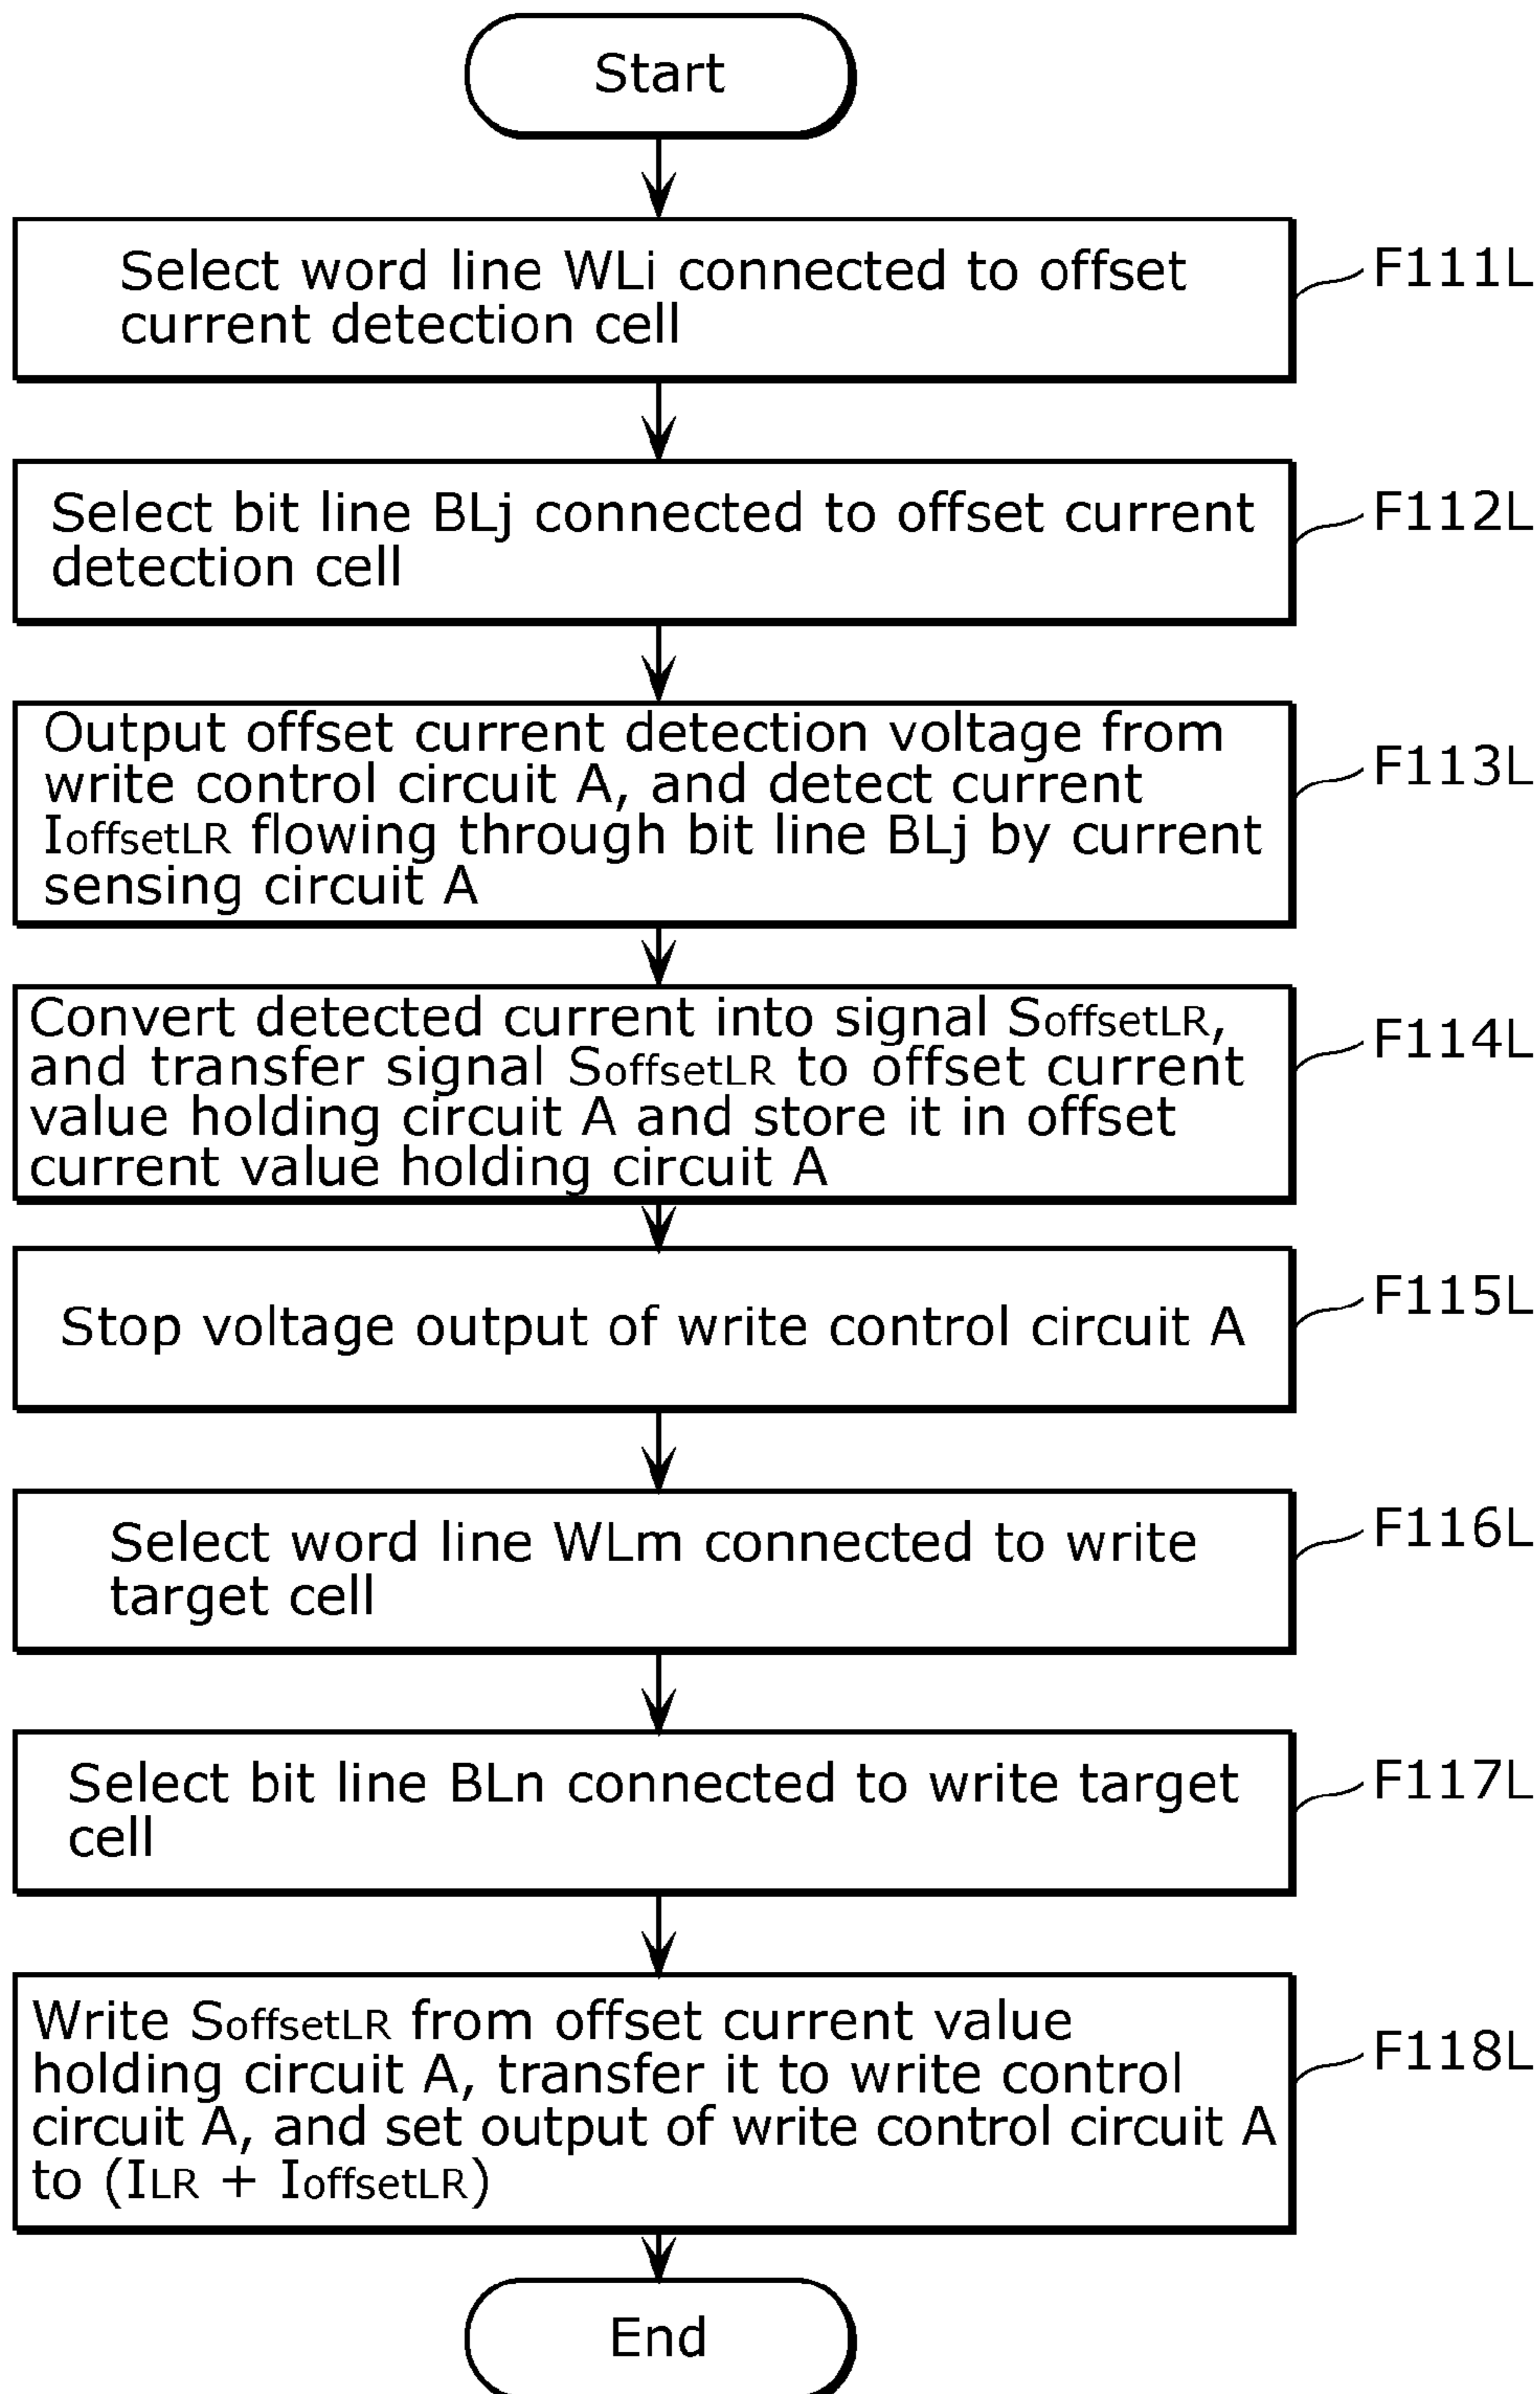 Start
Select word line WLi connected to offset
current detection cell
F111L
Select bit line BLj connected to offset current
detection cell
F112L
Output offset current detection voltage from
write control circuit A, and detect current
IoffsetLR flowing through bit line BLj by current
sensing circuit A
F113L
Convert detected current into signal SoffsetLR,
and transfer signal SoffsetLR to offset current
value holding circuit A and store it in offset
current value holding circuit A
F114L
Stop voltage output of write control circuit A
F115L
Select word line WLm connected to write
target cell
F116L
Select bit line BLn connected to write target
cell
F117L
Write SoffsetLR from offset current value
holding circuit A, transfer it to write control
circuit A, and set output of write control circuit A
to (ILR + IoffsetLR)
F118L
End